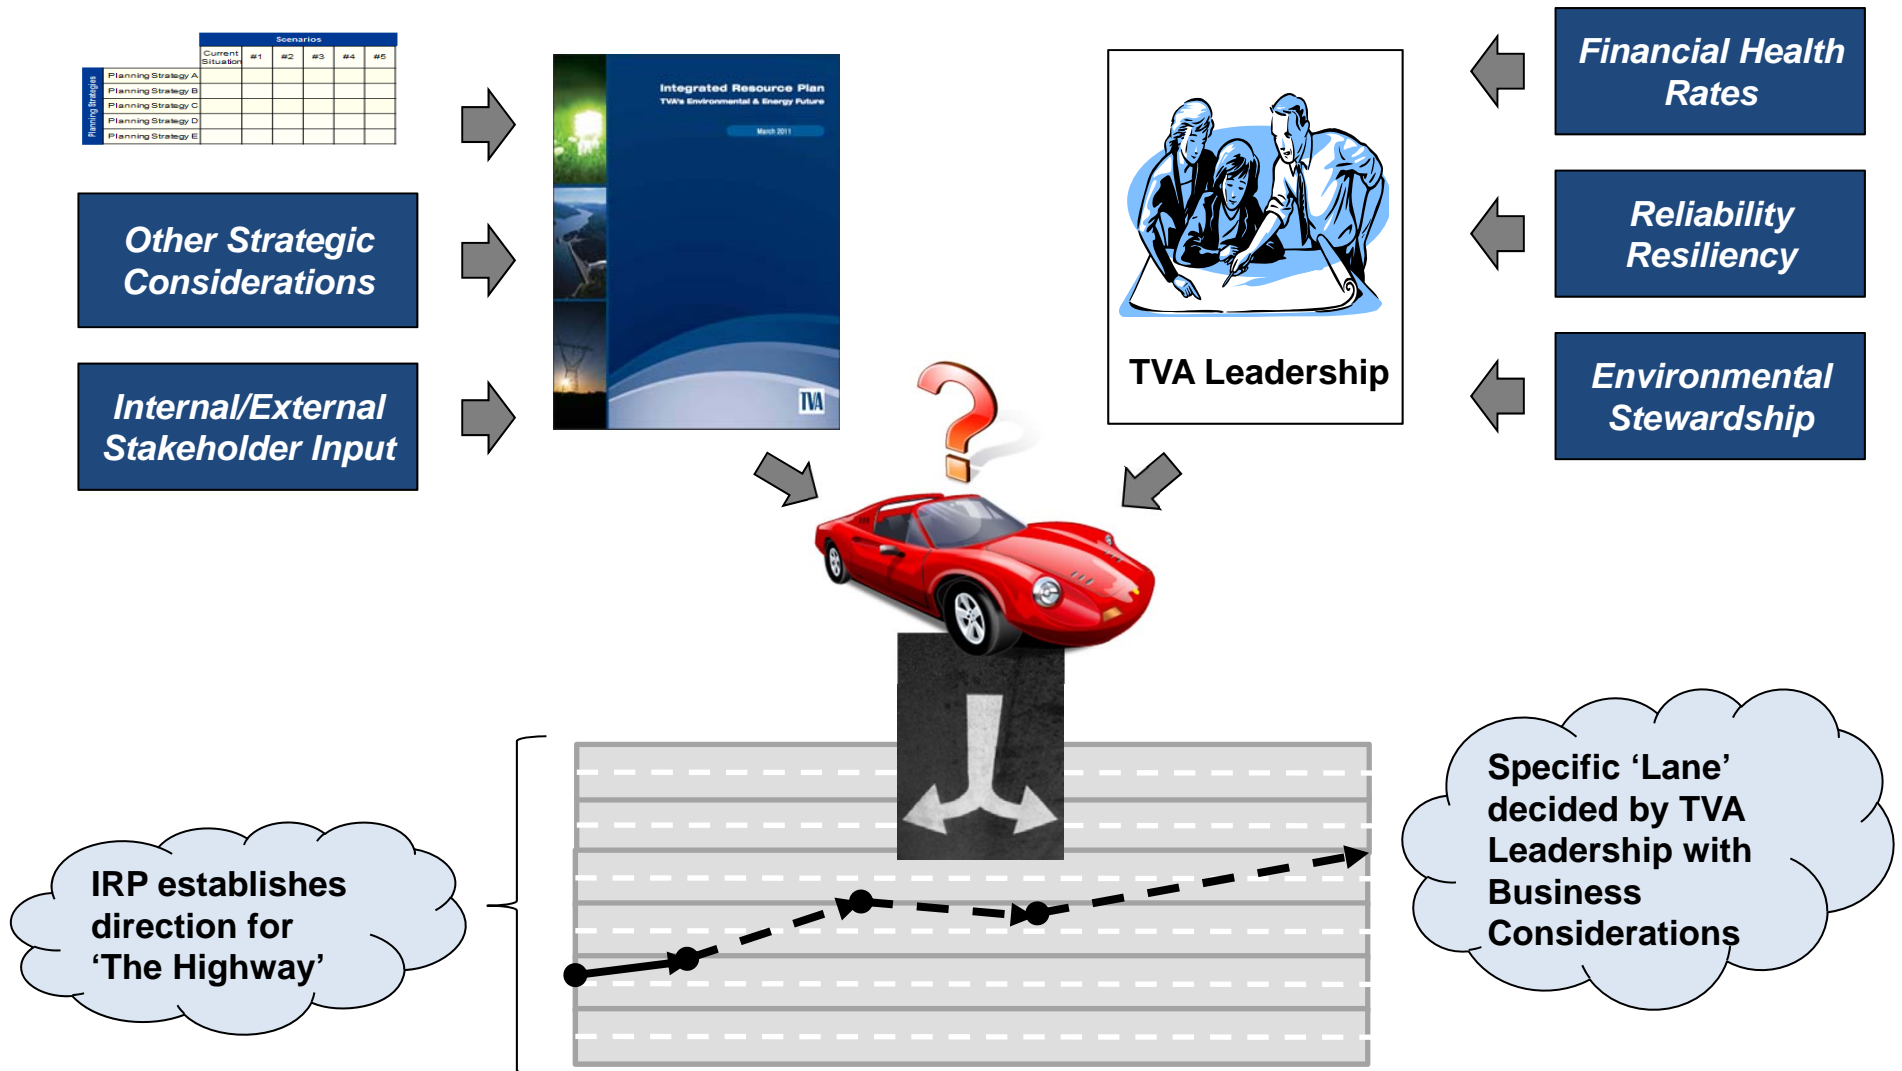 Scenarios
Current
Situation
#1
#2
#3
#4
#5
Planning Strategies
Planning Strategy A
Planning Strategy B
Planning Strategy C
Planning Strategy D
Planning Strategy E
Other Strategic
Considerations
Internal/External
Stakeholder Input
Integrated Resource Plan
TVA's Environmental & Energy Future
March 2011
TVA
TVA Leadership
Financial Health
Rates
Reliability
Resiliency
Environmental
Stewardship
?
IRP establishes
direction for
‘The Highway’
Specific ‘Lane’
decided by TVA
Leadership with
Business
Considerations